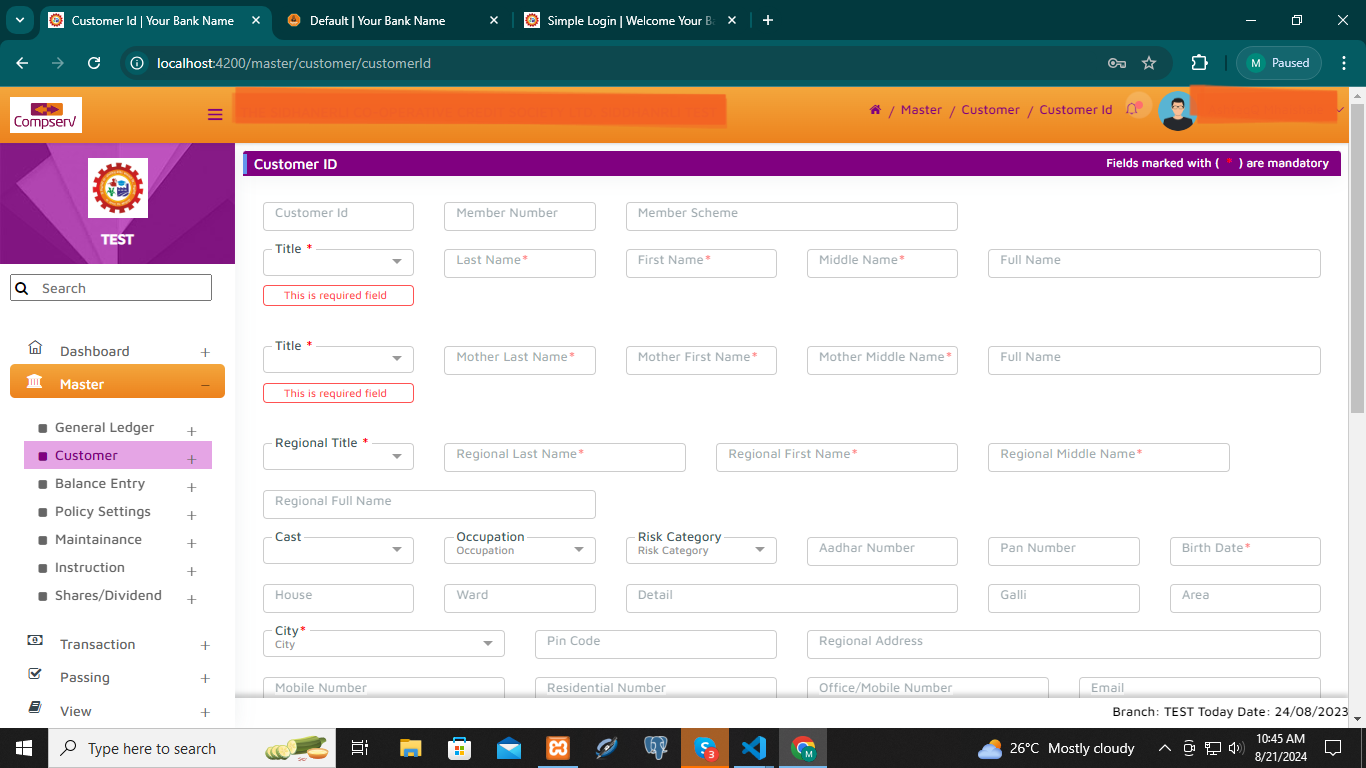 Customer Id | Your Bank Name
Default | Your Bank Name
Simple Login | Welcome Your B
localhost:4200/master/customer/customerId
M Paused
Compserv
Master / Customer / Customer Id
TEST
Customer ID
Fields marked with ( * ) are mandatory
Customer Id
Member Number
Member Scheme
Title *
Last Name*
First Name*
Middle Name*
Full Name
This is required field
Title *
Mother Last Name*
Mother First Name*
Mother Middle Name*
Full Name
This is required field
Regional Title *
Regional Last Name*
Regional First Name*
Regional Middle Name*
Regional Full Name
Cast
Occupation
Occupation
Risk Category
Risk Category
Aadhar Number
Pan Number
Birth Date*
House
Ward
Detail
Galli
Area
City*
City
Pin Code
Regional Address
Mobile Number
Residential Number
Office/Mobile Number
Email
Search
Dashboard +
Master –
General Ledger +
Customer +
Balance Entry +
Policy Settings +
Maintainance +
Instruction +
Shares/Dividend +
Transaction +
Passing +
View +
Branch: TEST Today Date: 24/08/2023
Type here to search
3
M
26°C Mostly cloudy
10:45 AM
8/21/2024